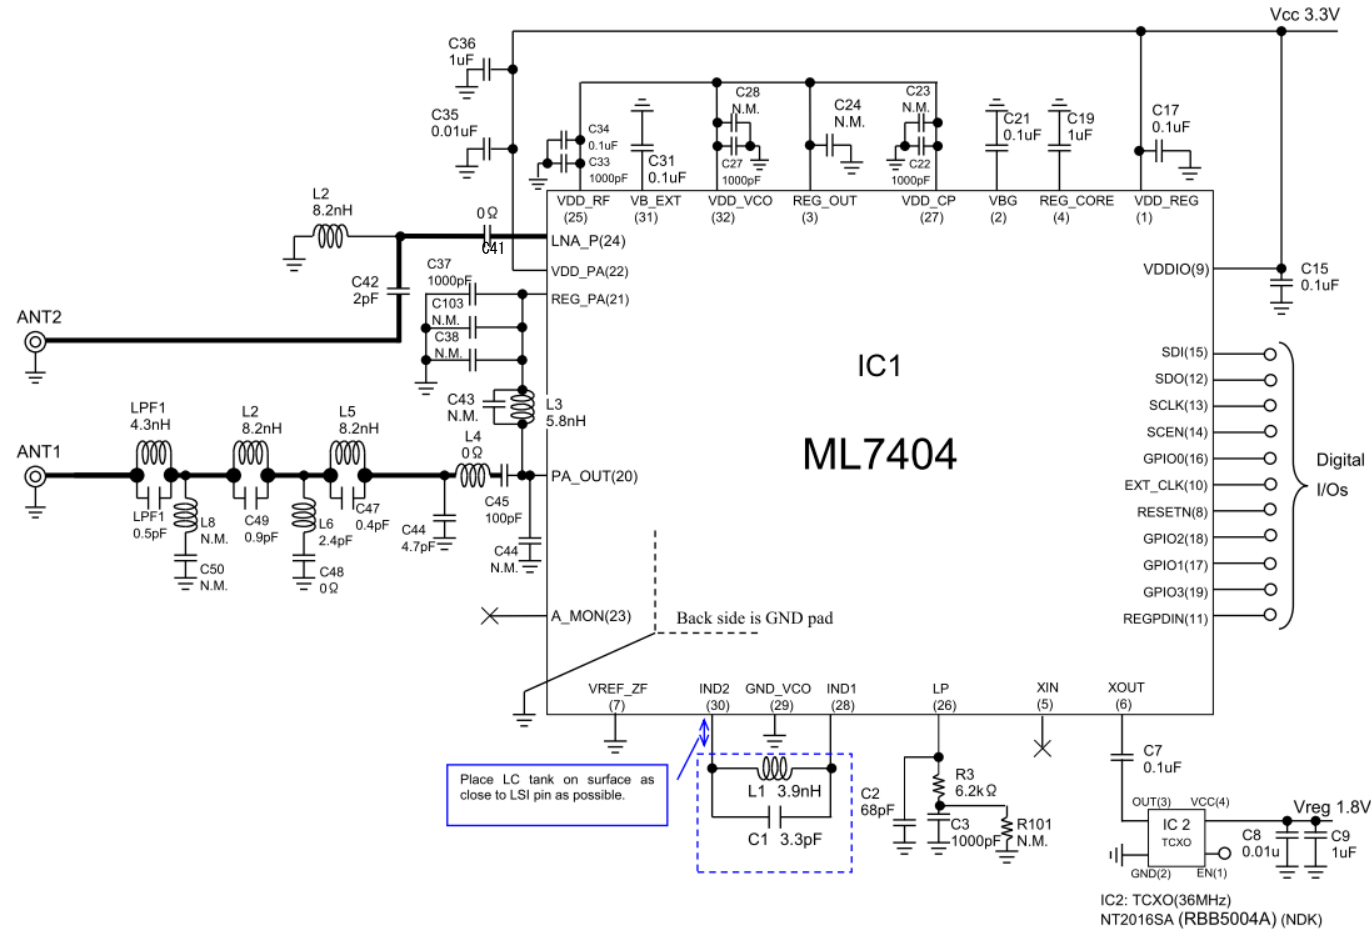 Vcc 3.3V
C36
1uF
C35
0.01uF
C34
0.1uF
C33
1000pF
C31
0.1uF
C28
N.M.
C27
1000pF
C24
N.M.
C23
N.M.
C22
1000pF
C21
0.1uF
C19
1uF
C17
0.1uF
VDD_RF
(25)
VB_EXT
(31)
VDD_VCO
(32)
REG_OUT
(3)
VDD_CP
(27)
VBG
(2)
REG_CORE
(4)
VDD_REG
(1)
L2
8.2nH
0Ω
C41
LNA_P(24)
VDD_PA(22)
REG_PA(21)
C37
1000pF
C103
N.M.
C38
N.M.
C42
2pF
ANT2
VDDIO(9)
C15
0.1uF
IC1
ML7404
SDI(15)
SDO(12)
SCLK(13)
SCEN(14)
GPIO0(16)
EXT_CLK(10)
RESETN(8)
GPIO2(18)
GPIO1(17)
GPIO3(19)
REGPDIN(11)
Digital
I/Os
C43
N.M.
L3
5.8nH
ANT1
LPF1
4.3nH
L2
8.2nH
L5
8.2nH
L4
0Ω
PA_OUT(20)
LPF1
0.5pF
L8
N.M.
C50
N.M.
C49
0.9pF
L6
2.4pF
C48
0Ω
C47
0.4pF
C44
4.7pF
C45
100pF
C44
N.M.
A_MON(23)
Back side is GND pad
VREF_ZF
(7)
IND2
(30)
GND_VCO
(29)
IND1
(28)
LP
(26)
XIN
(5)
XOUT
(6)
Place LC tank on surface as
close to LSI pin as possible.
L1 3.9nH
C1 3.3pF
C2
68pF
R3
6.2kΩ
C3
1000pF
R101
N.M.
C7
0.1uF
OUT(3)
VCC(4)
IC 2
TCXO
GND(2)
EN(1)
Vreg 1.8V
C8
0.01u
C9
1uF
IC2: TCXO(36MHz)
NT2016SA (RBB5004A) (NDK)